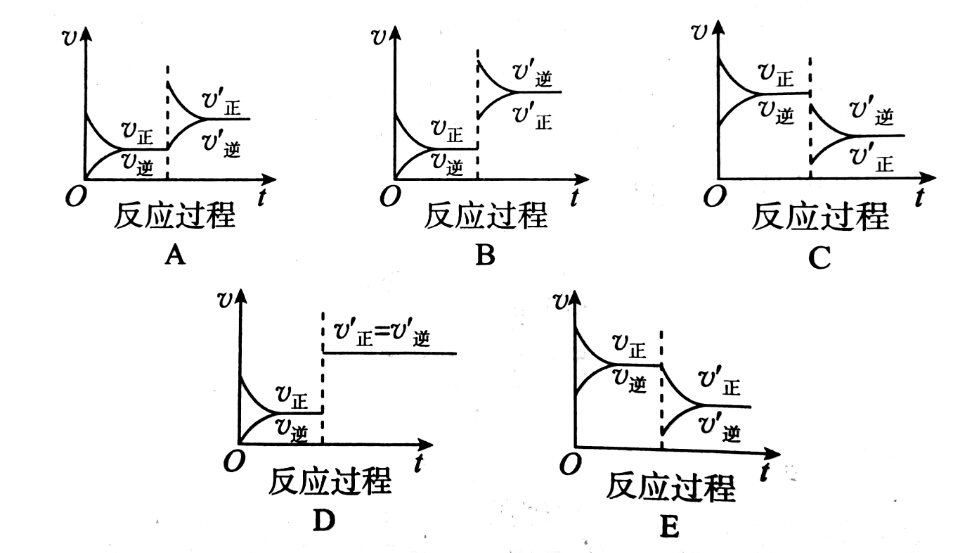 v v v
v正 v逆 v'正 v'逆 v正 v逆 v'逆 v'正 v正 v逆 v'逆 v'正
O t O t O t
反应过程 反应过程 反应过程
A B C
v v
v正 v逆 v'正=v'逆 v正 v逆 v'正 v'逆
O t O t
反应过程 反应过程
D E